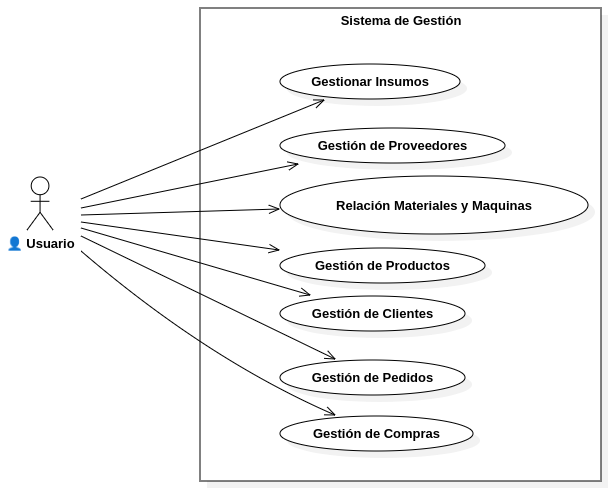 Sistema de Gestión
Gestionar Insumos
Gestión de Proveedores
Relación Materiales y Maquinas
👤 Usuario
Gestión de Productos
Gestión de Clientes
Gestión de Pedidos
Gestión de Compras